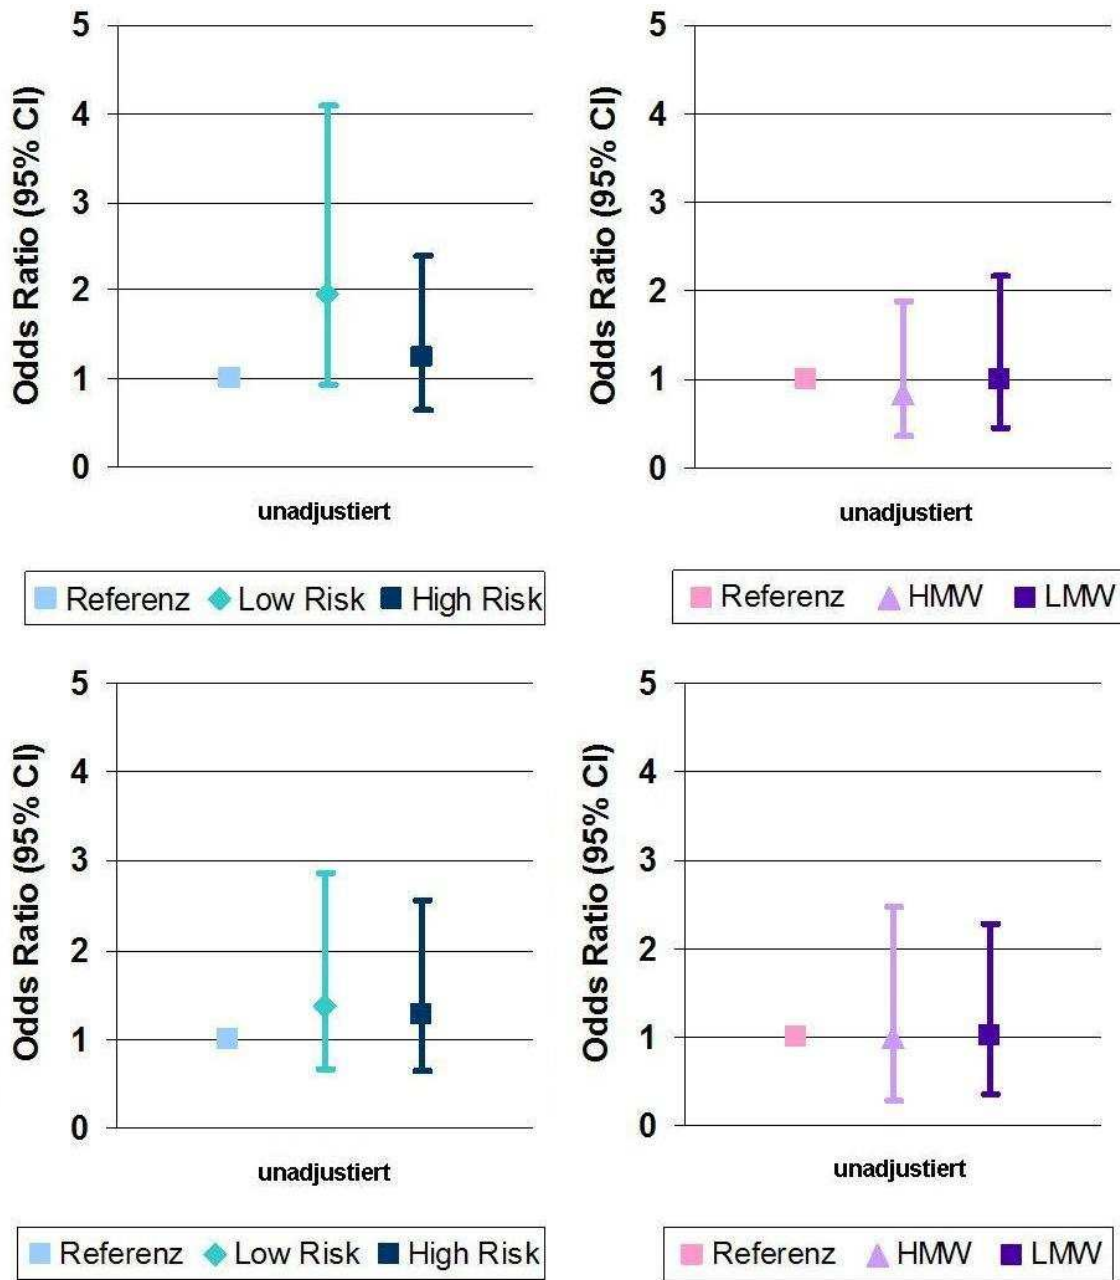 Odds Ratio (95% CI)
5
4
3
2
1
0
unadjustiert
Referenz Low Risk High Risk
Odds Ratio (95% CI)
5
4
3
2
1
0
unadjustiert
Referenz HMW LMW
Odds Ratio (95% CI)
5
4
3
2
1
0
unadjustiert
Referenz Low Risk High Risk
Odds Ratio (95% CI)
5
4
3
2
1
0
unadjustiert
Referenz HMW LMW